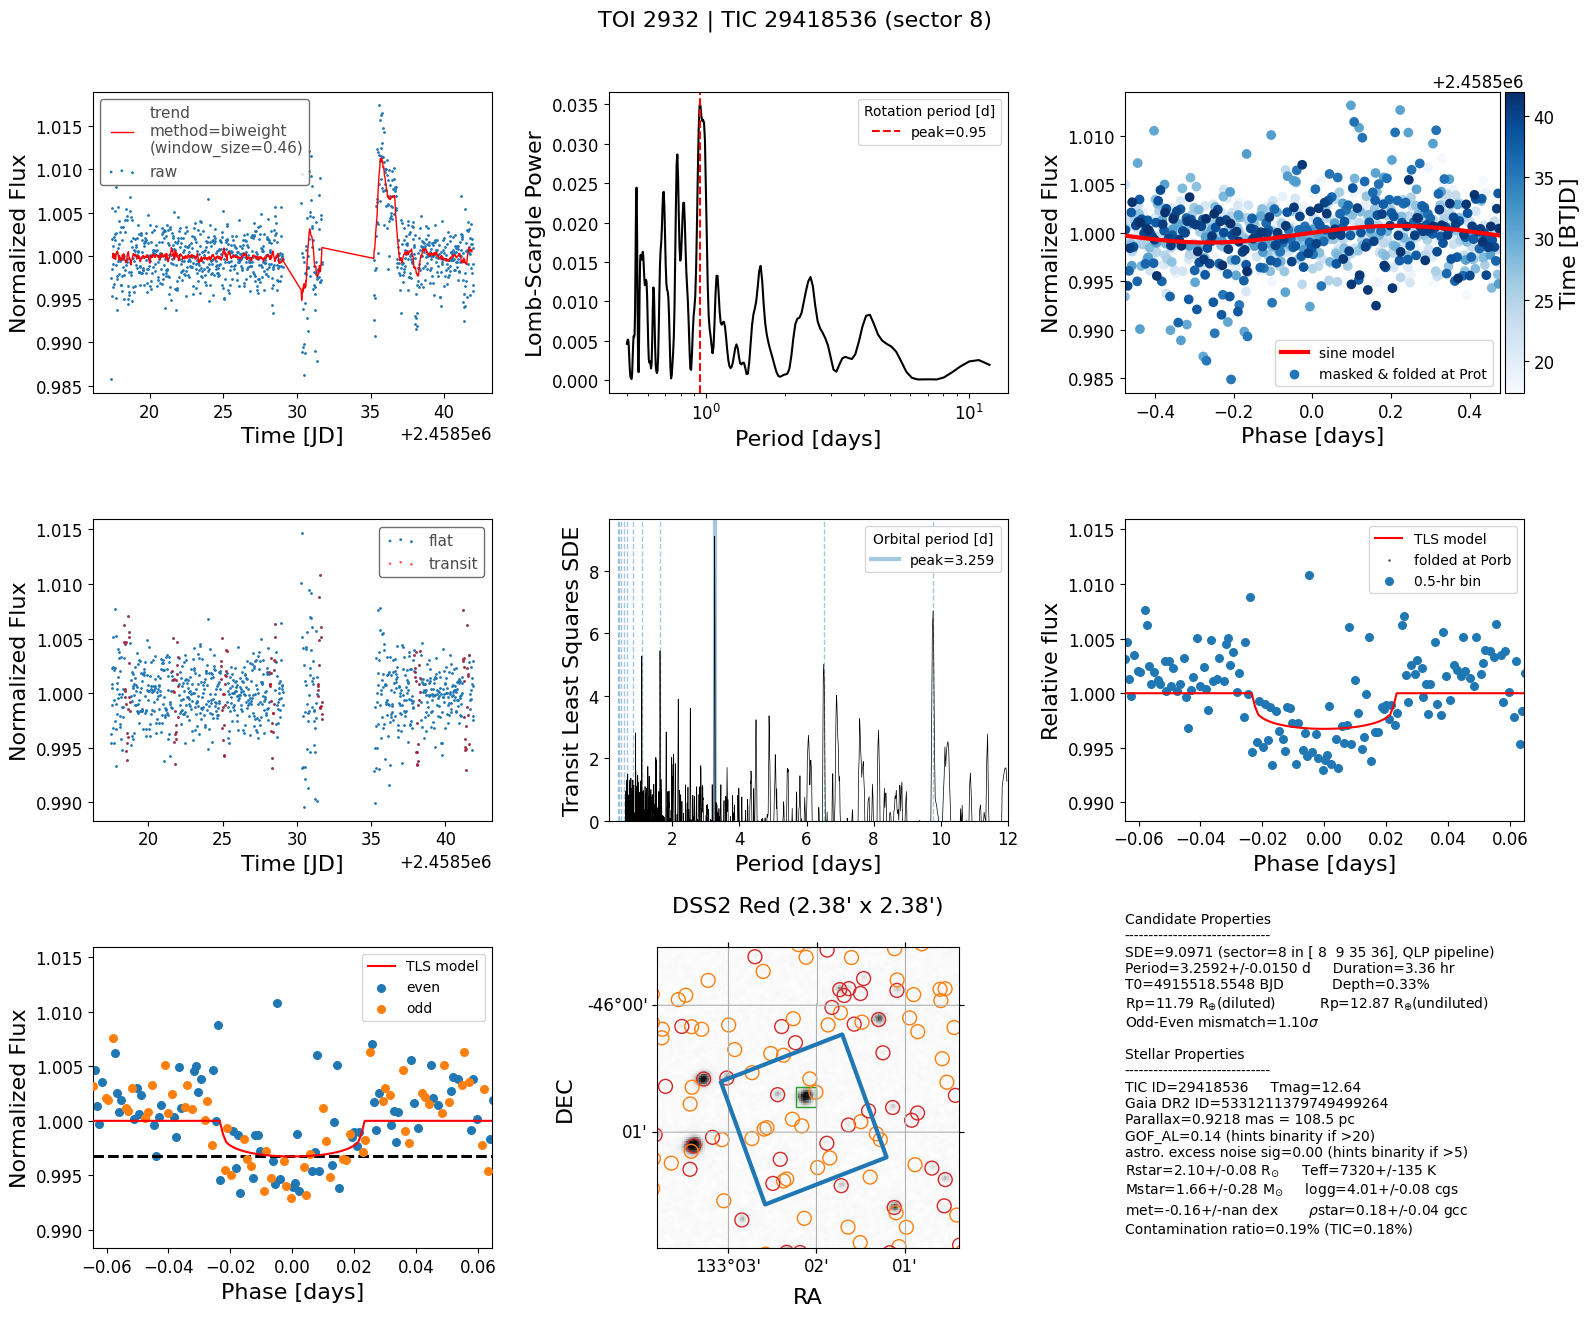 TOI 2932 | TIC 29418536 (sector 8)
Normalized Flux
1.015
1.010
1.005
1.000
0.995
0.990
0.985
trend
method=biweight
(window_size=0.46)
raw
20
25
30
35
40
Time [JD]
+2.4585e6
Lomb-Scargle Power
0.035
0.030
0.025
0.020
0.015
0.010
0.005
0.000
Rotation period [d]
peak=0.95
10⁰
10¹
Period [days]
Normalized Flux
1.010
1.005
1.000
0.995
0.990
0.985
sine model
masked & folded at Prot
−0.4
−0.2
0.0
0.2
0.4
Phase [days]
+2.4585e6
40
35
30
25
20
Time [BTJD]
Normalized Flux
1.015
1.010
1.005
1.000
0.995
0.990
flat
transit
20
25
30
35
40
Time [JD]
+2.4585e6
Transit Least Squares SDE
8
6
4
2
0
Orbital period [d]
peak=3.259
2
4
6
8
10
12
Period [days]
Relative flux
1.015
1.010
1.005
1.000
0.995
0.990
TLS model
folded at Porb
0.5-hr bin
−0.06
−0.04
−0.02
0.00
0.02
0.04
0.06
Phase [days]
Normalized Flux
1.015
1.010
1.005
1.000
0.995
0.990
TLS model
even
odd
−0.06
−0.04
−0.02
0.00
0.02
0.04
0.06
Phase [days]
DSS2 Red (2.38' x 2.38')
DEC
-46°00'
01'
133°03'
02'
01'
RA
Candidate Properties
------------------------------
SDE=9.0971 (sector=8 in [ 8 9 35 36], QLP pipeline)
Period=3.2592+/-0.0150 d Duration=3.36 hr
T0=4915518.5548 BJD Depth=0.33%
Rp=11.79 R⊕(diluted) Rp=12.87 R⊕(undiluted)
Odd-Even mismatch=1.10σ
Stellar Properties
------------------------------
TIC ID=29418536 Tmag=12.64
Gaia DR2 ID=5331211379749499264
Parallax=0.9218 mas = 108.5 pc
GOF_AL=0.14 (hints binarity if >20)
astro. excess noise sig=0.00 (hints binarity if >5)
Rstar=2.10+/-0.08 R⊙ Teff=7320+/-135 K
Mstar=1.66+/-0.28 M⊙ logg=4.01+/-0.08 cgs
met=-0.16+/-nan dex ρstar=0.18+/-0.04 gcc
Contamination ratio=0.19% (TIC=0.18%)